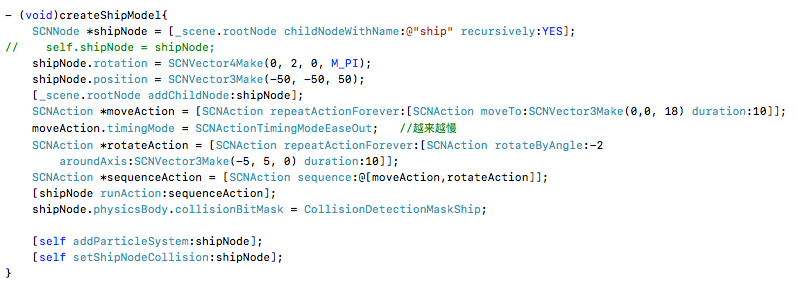 - (void)createShipModel{
SCNNode *shipNode = [_scene.rootNode childNodeWithName:@"ship" recursively:YES];
//    self.shipNode = shipNode;
shipNode.rotation = SCNVector4Make(0, 2, 0, M_PI);
shipNode.position = SCNVector3Make(-50, -50, 50);
[_scene.rootNode addChildNode:shipNode];
SCNAction *moveAction = [SCNAction repeatActionForever:[SCNAction moveTo:SCNVector3Make(0,0, 18) duration:10]];
moveAction.timingMode = SCNActionTimingModeEaseOut;   //越来越慢
SCNAction *rotateAction = [SCNAction repeatActionForever:[SCNAction rotateByAngle:-2
aroundAxis:SCNVector3Make(-5, 5, 0) duration:10]];
SCNAction *sequenceAction = [SCNAction sequence:@[moveAction,rotateAction]];
[shipNode runAction:sequenceAction];
shipNode.physicsBody.collisionBitMask = CollisionDetectionMaskShip;
[self addParticleSystem:shipNode];
[self setShipNodeCollision:shipNode];
}